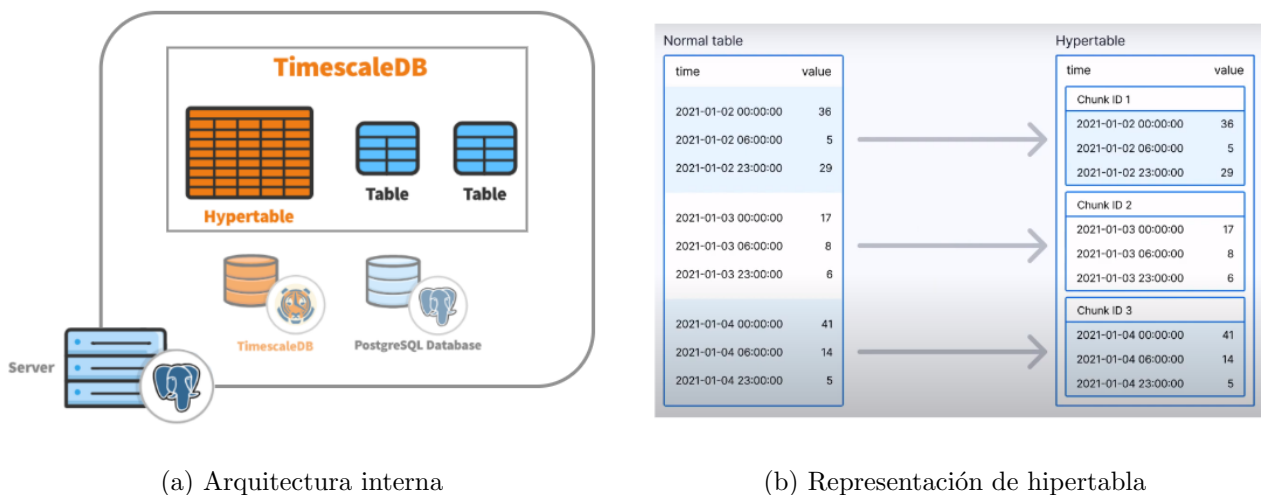 TimescaleDB
Hypertable
Table
Table
TimescaleDB
PostgreSQL Database
Server
(a) Arquitectura interna
Normal table
time value
2021-01-02 00:00:00 36
2021-01-02 06:00:00 5
2021-01-02 23:00:00 29
2021-01-03 00:00:00 17
2021-01-03 06:00:00 8
2021-01-03 23:00:00 6
2021-01-04 00:00:00 41
2021-01-04 06:00:00 14
2021-01-04 23:00:00 5
Hypertable
time value
Chunk ID 1
2021-01-02 00:00:00 36
2021-01-02 06:00:00 5
2021-01-02 23:00:00 29
Chunk ID 2
2021-01-03 00:00:00 17
2021-01-03 06:00:00 8
2021-01-03 23:00:00 6
Chunk ID 3
2021-01-04 00:00:00 41
2021-01-04 06:00:00 14
2021-01-04 23:00:00 5
(b) Representación de hipertabla